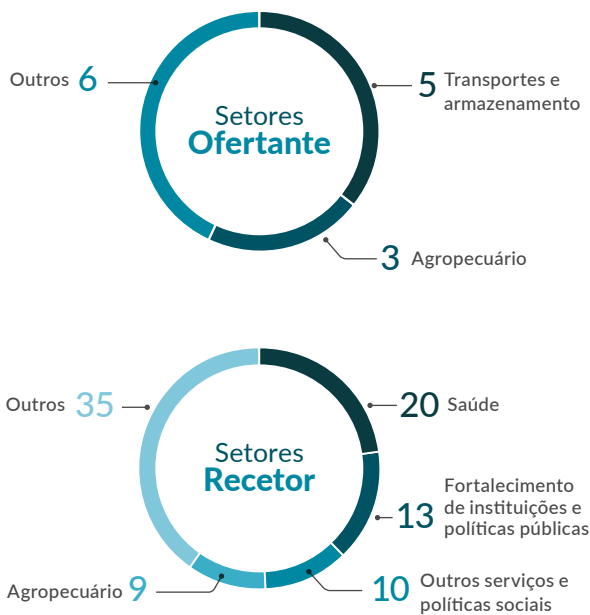 Outros 6
Setores
Ofertante
5 Transportes e
armazenamento
3 Agropecuário
Outros 35
Setores
Recetor
20 Saúde
13 Fortalecimento
de instituições e
políticas públicas
Agropecuário 9
10 Outros serviços e
políticas sociais